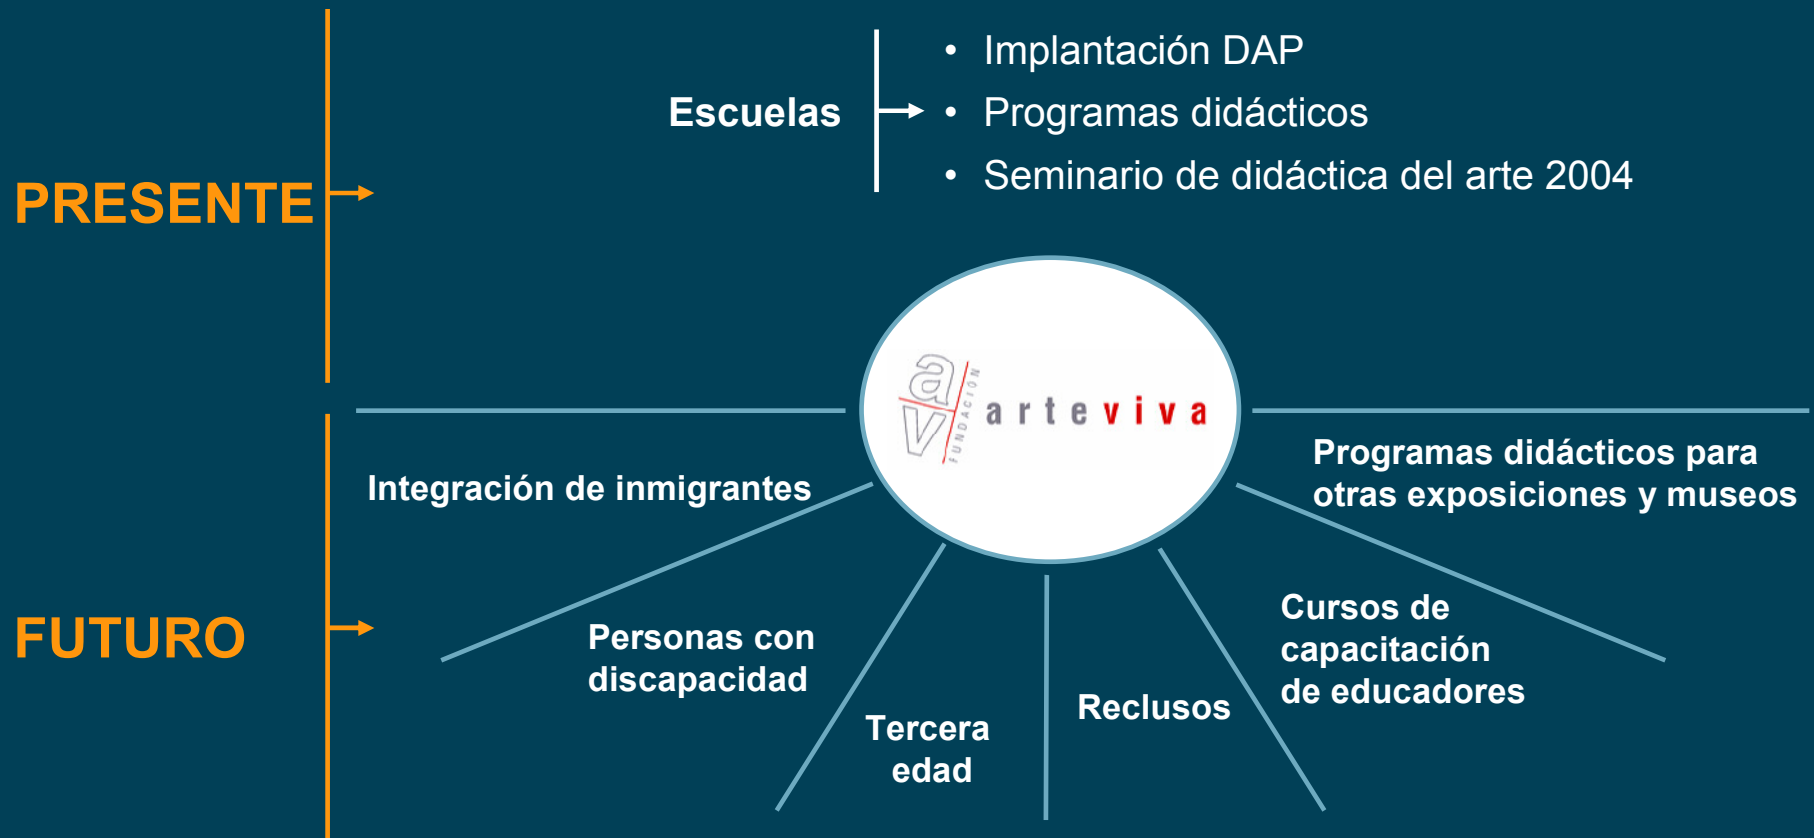 PRESENTE
Escuelas
• Implantación DAP
• Programas didácticos
• Seminario de didáctica del arte 2004
av
FUNDACIÓN
arteviva
FUTURO
Integración de inmigrantes
Personas con
discapacidad
Tercera
edad
Reclusos
Cursos de
capacitación
de educadores
Programas didácticos para
otras exposiciones y museos